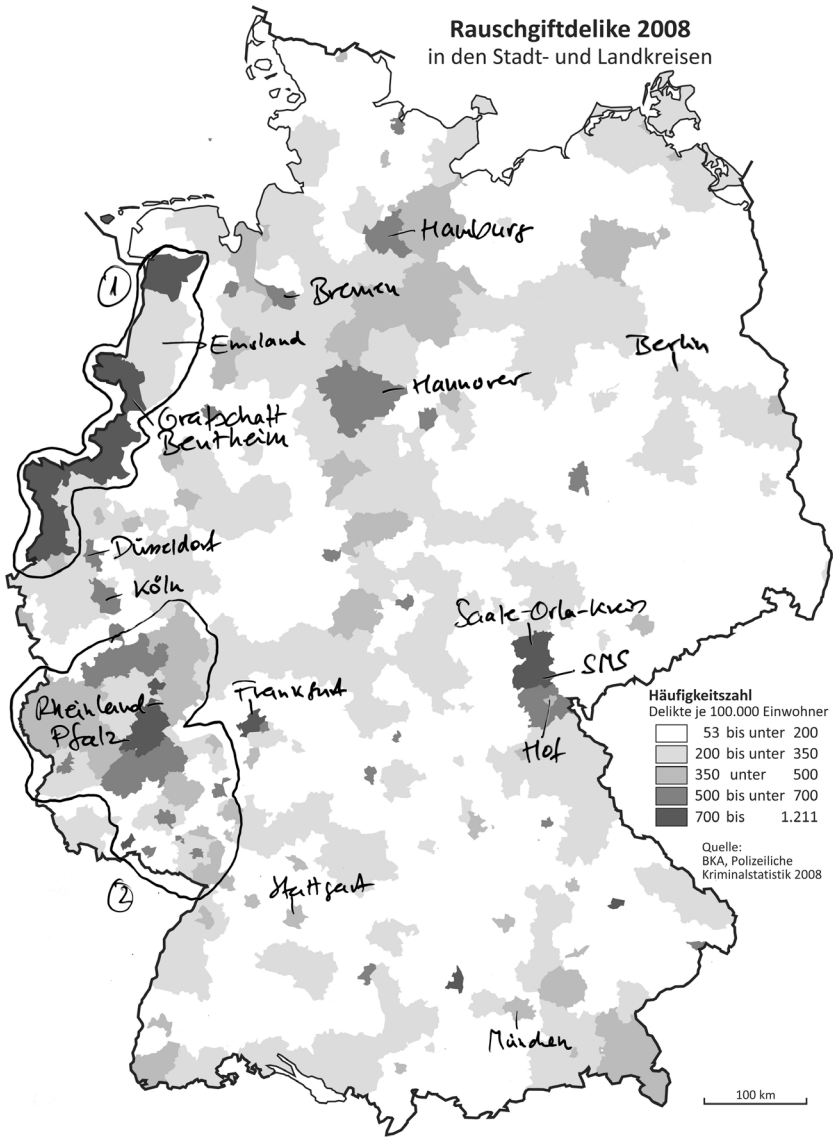 Rauschgiftdelike 2008
in den Stadt- und Landkreisen
Hamburg
1
Bremen
Emsland
Berlin
Hannover
Grafschaft
Bentheim
Düsseldorf
Köln
Saale-Orla-Kreis
SMS
Frankfurt
Rheinland-
Pfalz
Hof
Häufigkeitszahl
Delikte je 100.000 Einwohner
53 bis unter 200
200 bis unter 350
350 unter 500
500 bis unter 700
700 bis 1.211
Quelle:
BKA, Polizeiliche
Kriminalstatistik 2008
Stuttgart
2
München
100 km